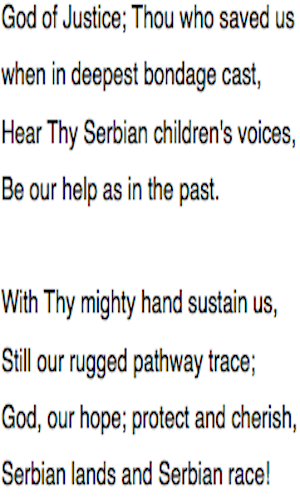 God of Justice; Thou who saved us
when in deepest bondage cast,
Hear Thy Serbian children's voices,
Be our help as in the past.
With Thy mighty hand sustain us,
Still our rugged pathway trace;
God, our hope; protect and cherish,
Serbian lands and Serbian race!